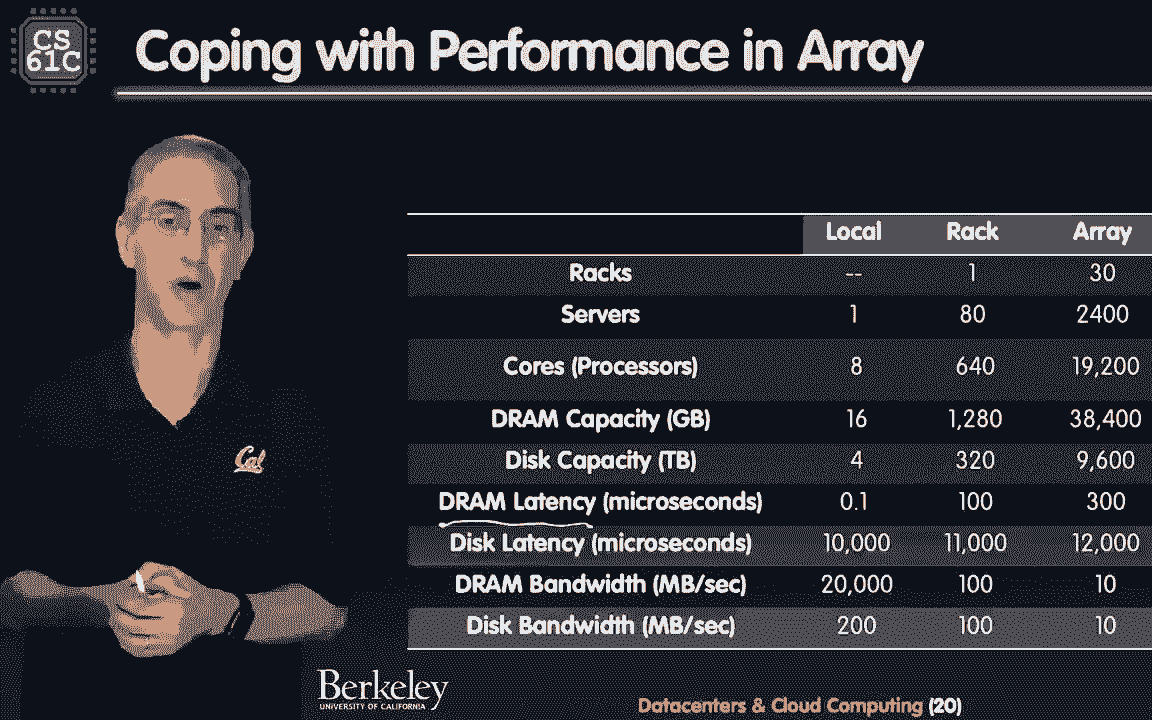 CS
61C
Coping with Performance in Array
Local Rack Array
Racks -- 1 30
Servers 1 80 2400
Cores (Processors) 8 640 19,200
DRAM Capacity (GB) 16 1,280 38,400
Disk Capacity (TB) 4 320 9,600
DRAM Latency (microseconds) 0.1 100 300
Disk Latency (microseconds) 10,000 11,000 12,000
DRAM Bandwidth (MB/sec) 20,000 100 10
Disk Bandwidth (MB/sec) 200 100 10
Cal
Berkeley
UNIVERSITY OF CALIFORNIA
Datacenters & Cloud Computing (20)